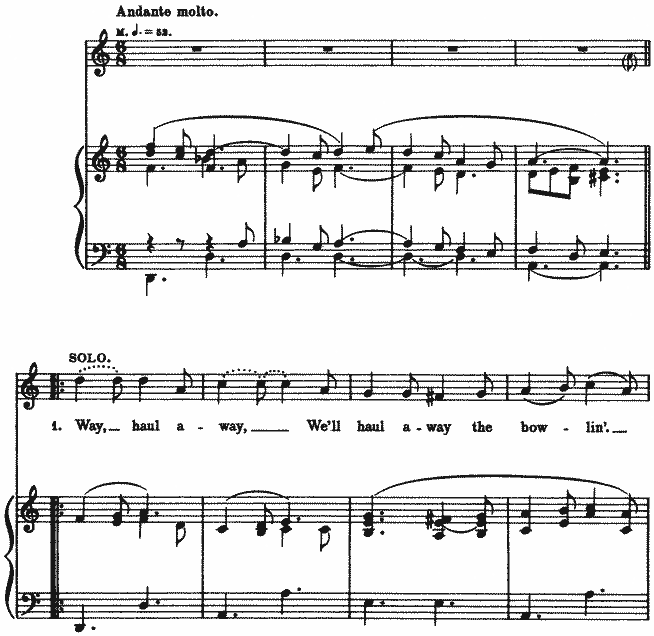 Andante molto.
M. ♩. = 52.
SOLO.
1. Way, haul a - way, We'll haul a - way the bow - lin'.